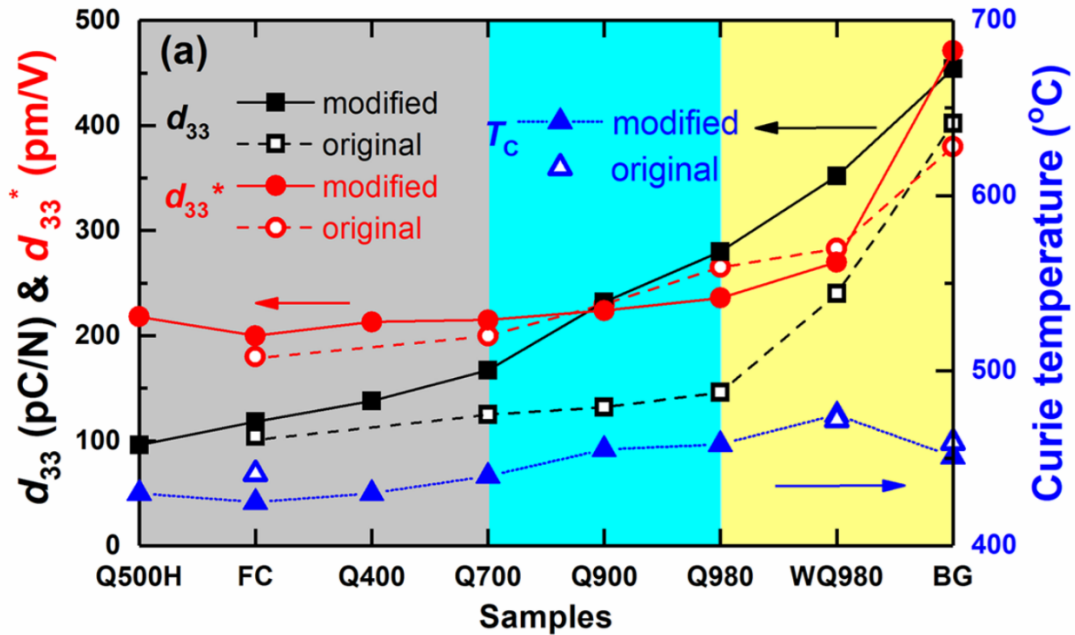 (a)
d33 (pC/N) & d33* (pm/V)
500
400
300
200
100
0
d33
modified
original
d33*
modified
original
TC
modified
original
700
600
500
400
Curie temperature (°C)
Q500H FC Q400 Q700 Q900 Q980 WQ980 BG
Samples